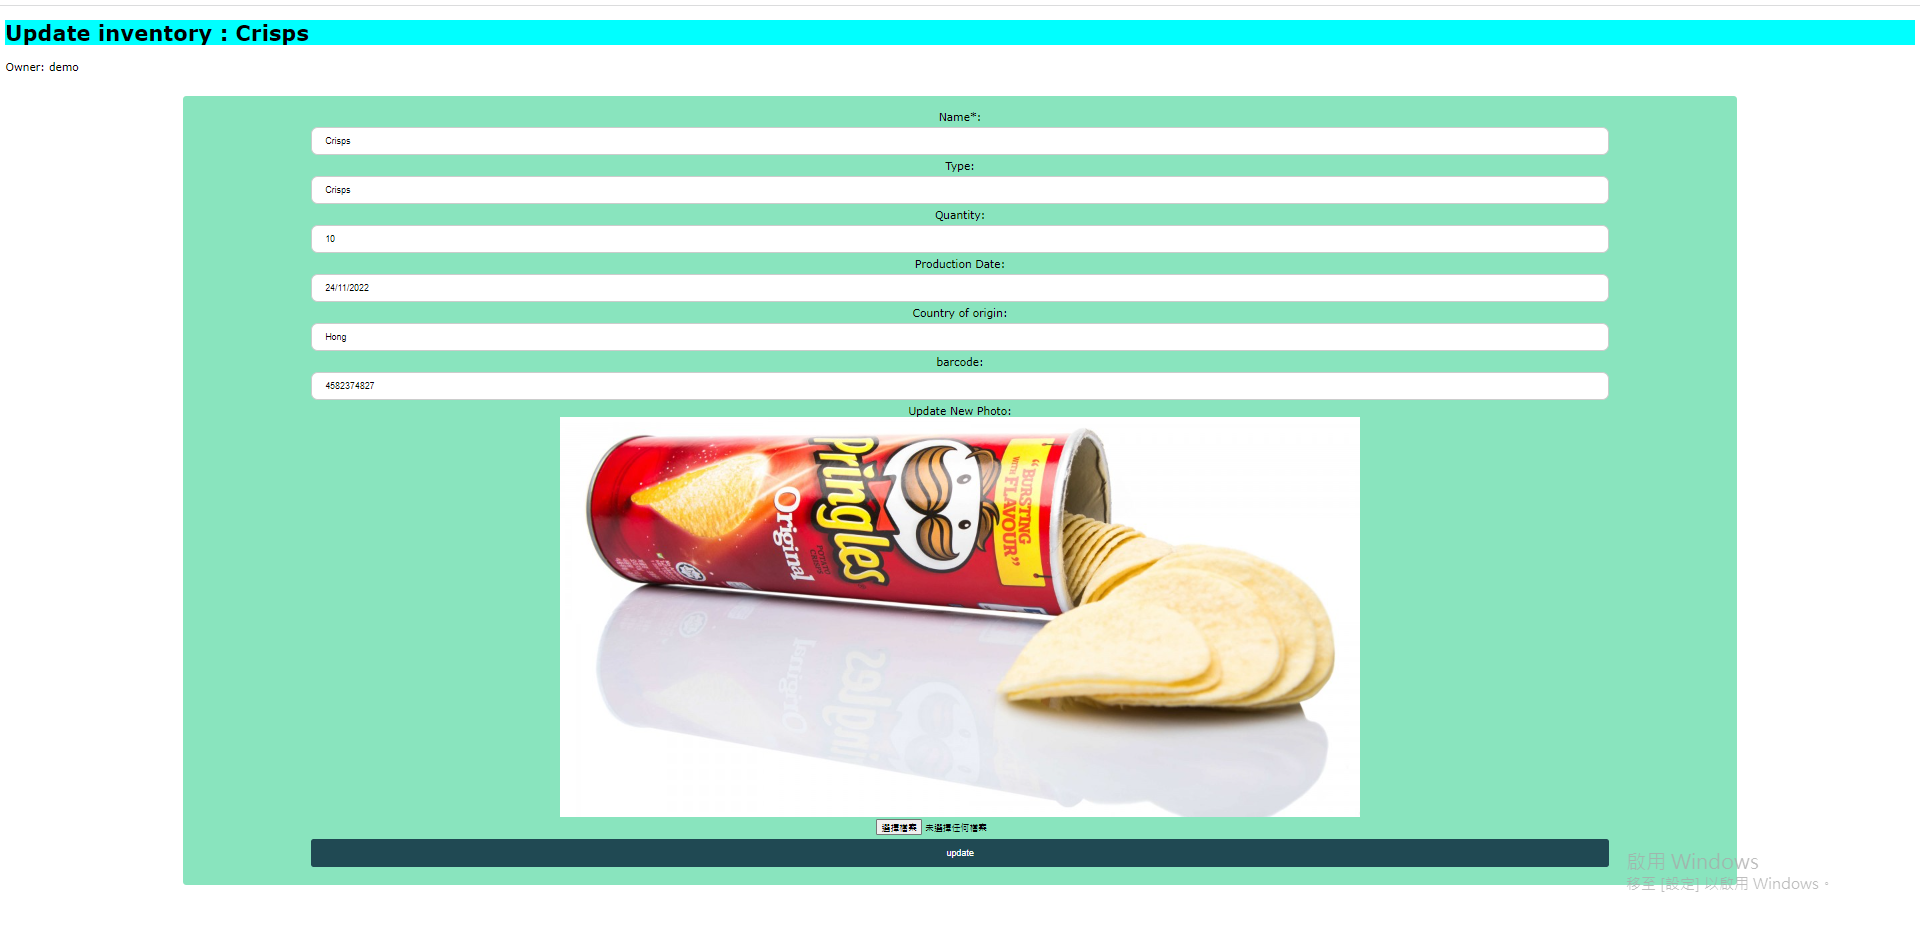 Update inventory : Crisps
Owner: demo
Name*:
Crisps
Type:
Crisps
Quantity:
10
Production Date:
24/11/2022
Country of origin:
Hong
barcode:
4582374827
Update New Photo:
Pringles
Original
POTATO
CRISPS
“BURSTING
WITH FLAVOUR”
選擇檔案 未選擇任何檔案
update
啟用 Windows
移至 [設定] 以啟用 Windows。